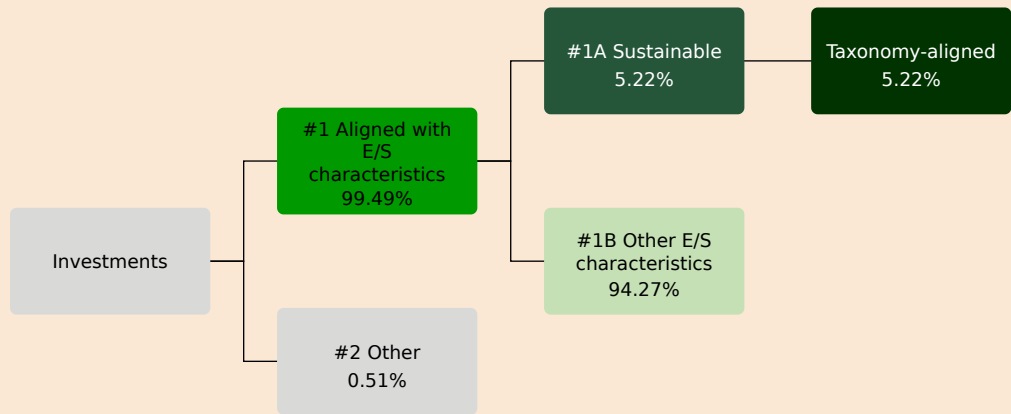 #1A Sustainable
5.22%
Taxonomy-aligned
5.22%
#1 Aligned with
E/S
characteristics
99.49%
Investments
#1B Other E/S
characteristics
94.27%
#2 Other
0.51%